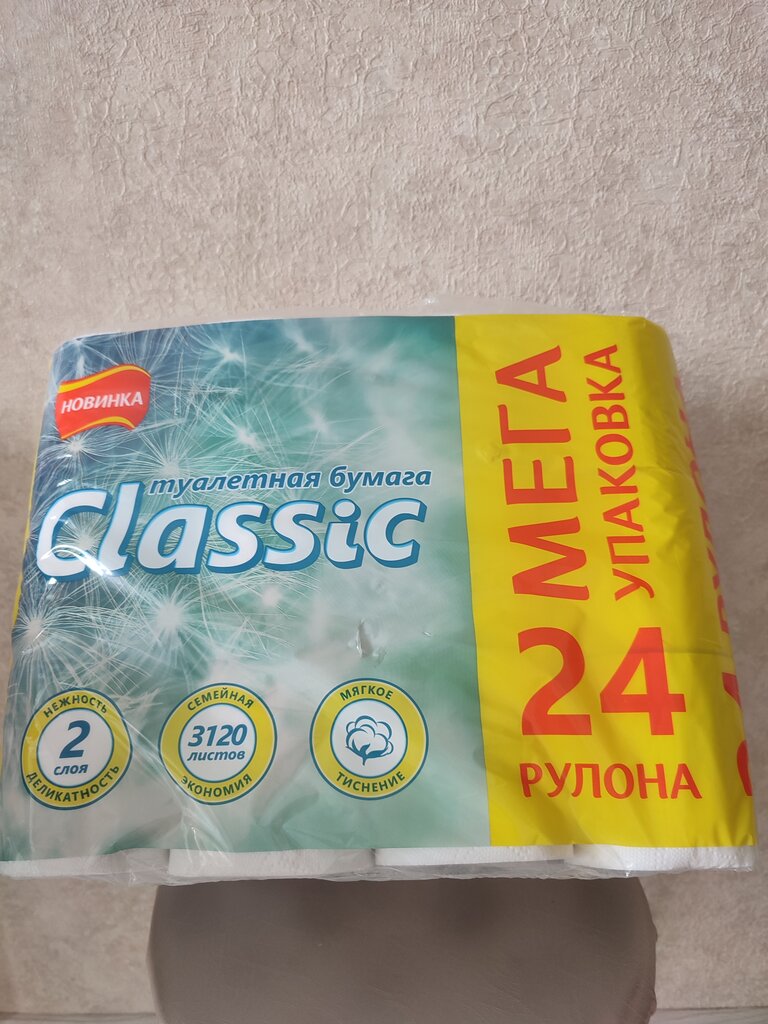 НОВИНКА
туалетная бумага
Classic
НЕЖНОСТЬ
2
слоя
ДЕЛИКАТНОСТЬ
СЕМЕЙНАЯ
3120
листов
ЭКОНОМИЯ
МЯГКОЕ
ТИСНЕНИЕ
МЕГА
УПАКОВКА
24
РУЛОНА